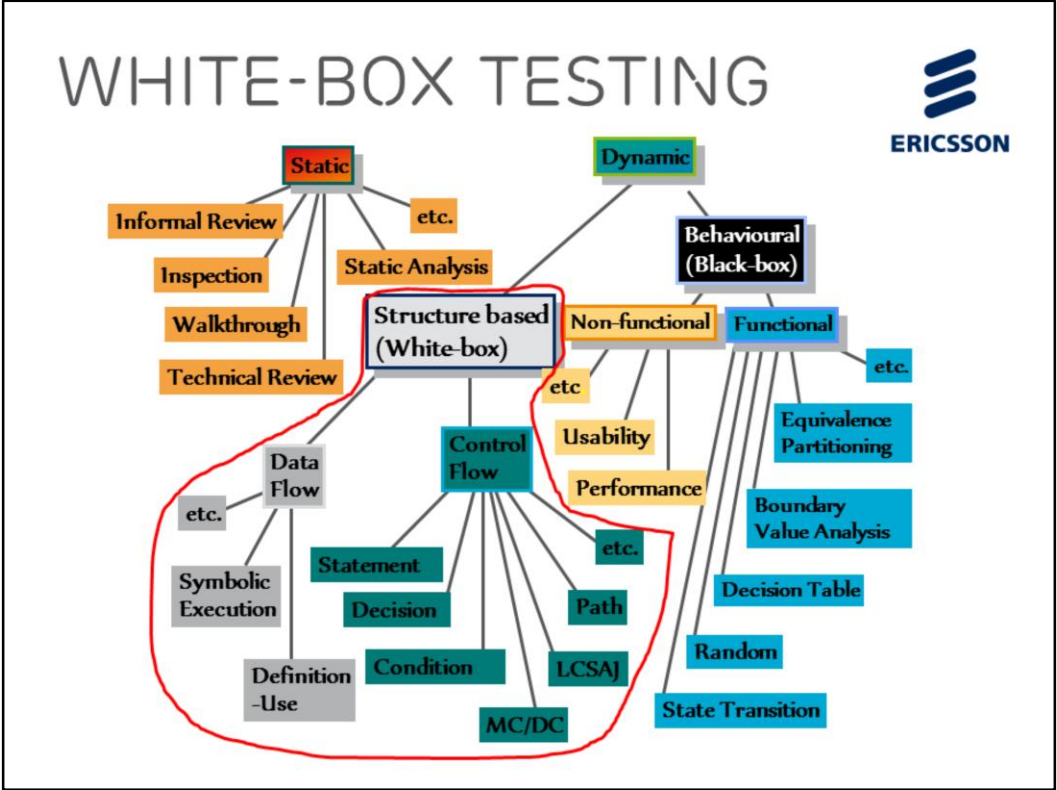 WHITE-BOX TESTING
ERICSSON
Static
Informal Review
Inspection
Walkthrough
Technical Review
Static Analysis
etc.
Dynamic
Structure based
(White-box)
Data
Flow
etc.
Symbolic
Execution
Definition
-Use
Control
Flow
Statement
Decision
Condition
MC/DC
LCSAJ
Path
etc.
Behavioural
(Black-box)
Non-functional
etc
Usability
Performance
Functional
etc.
Equivalence
Partitioning
Boundary
Value Analysis
Decision Table
Random
State Transition